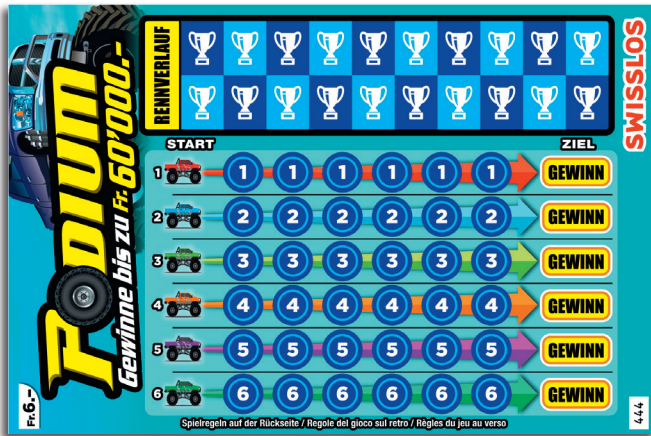 PODIUM
Gewinne bis zu Fr. 60'000.-
Fr. 6.–
RENNVERLAUF
SWISSLOS
START ZIEL
1 1 1 1 1 1 1 GEWINN
2 2 2 2 2 2 2 GEWINN
3 3 3 3 3 3 3 GEWINN
4 4 4 4 4 4 4 GEWINN
5 5 5 5 5 5 5 GEWINN
6 6 6 6 6 6 6 GEWINN
Spielregeln auf der Rückseite / Regole del gioco sul retro / Règles du jeu au verso
444